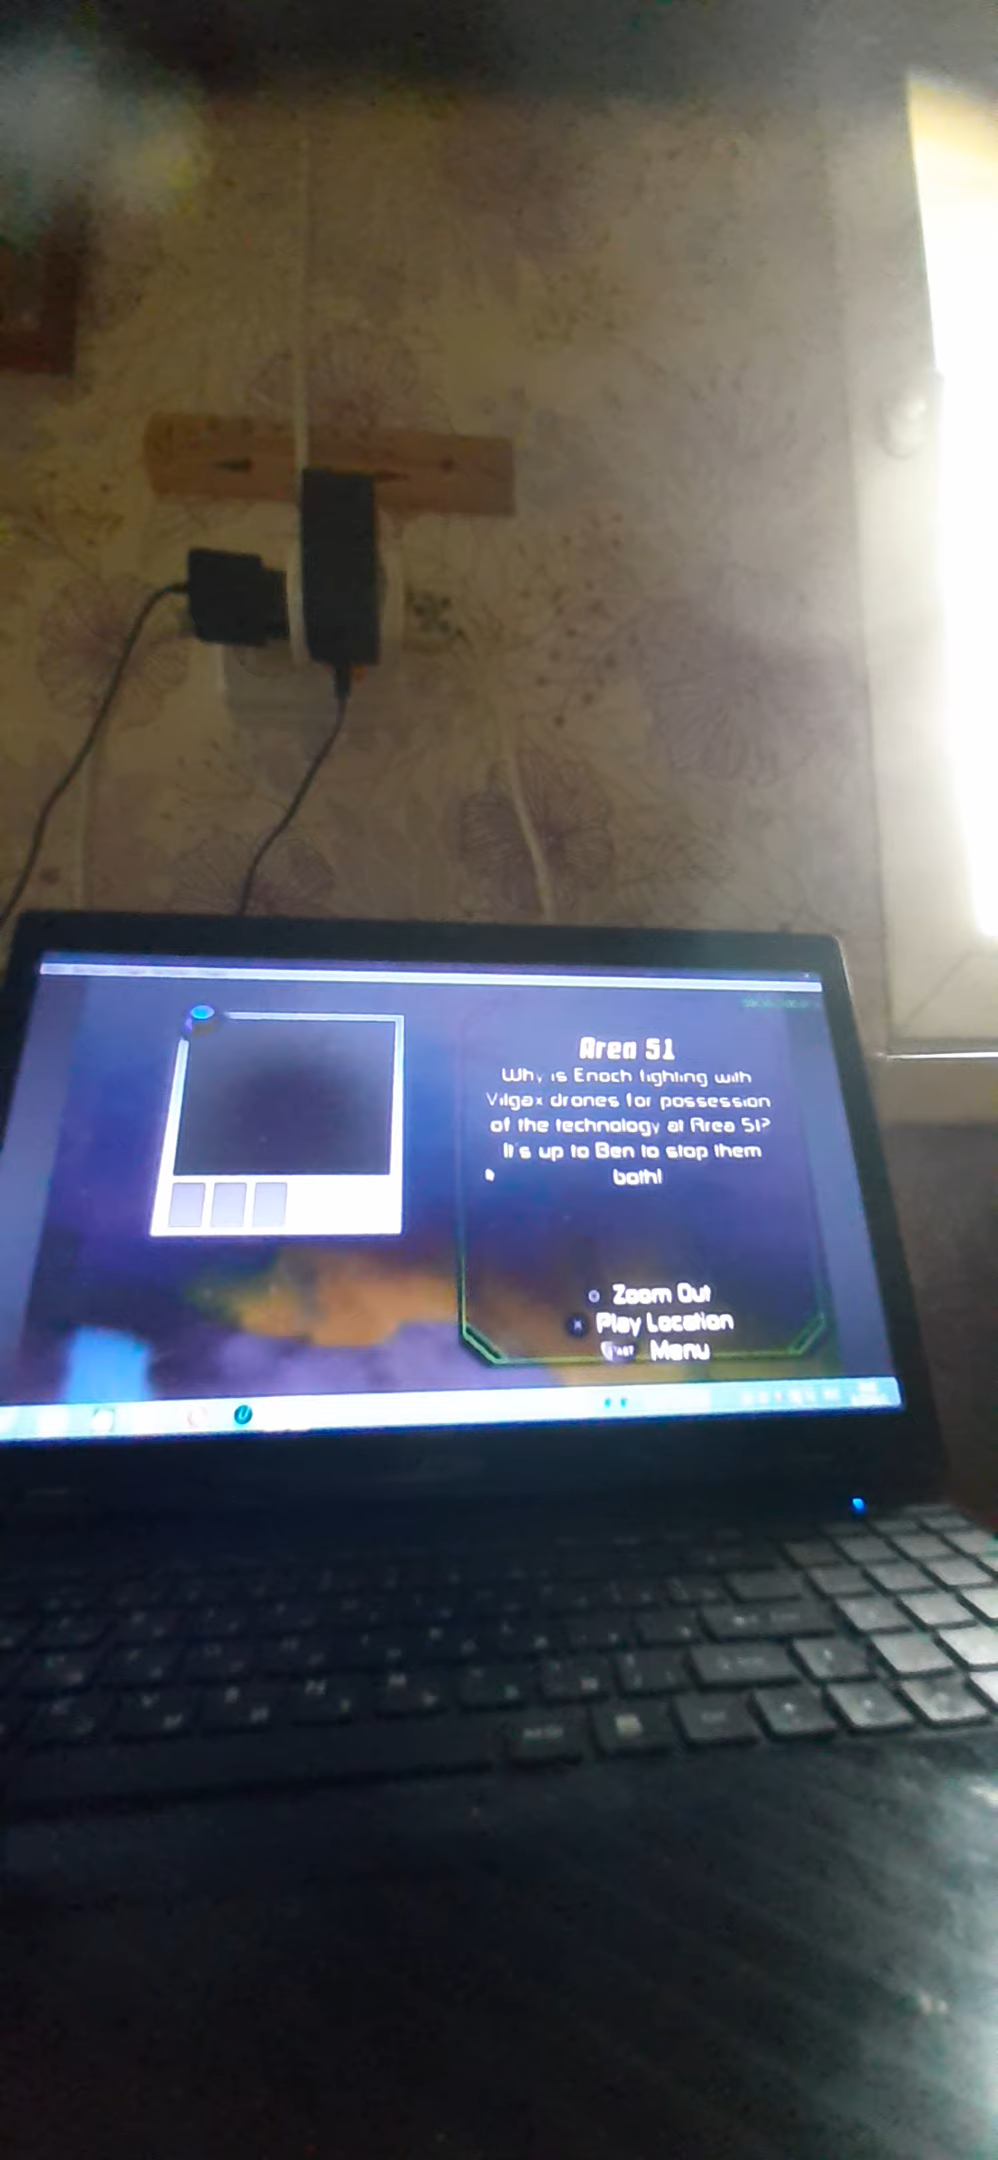 Area 51
Why is Enoch fighting with
Vilgax drones for possession
of the technology at Area 51?
It's up to Ben to stop them
both!
Zoom Out
Play Location
START Menu